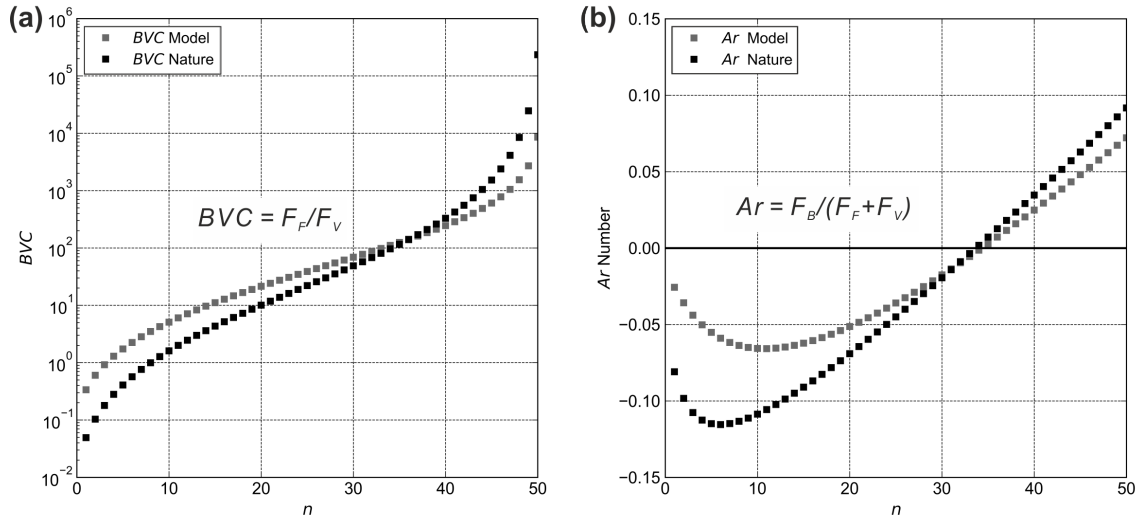 (a)
BVC Model
BVC Nature
BVC = F_F/F_V
10^6
10^5
10^4
10^3
10^2
10^1
10^0
10^-1
10^-2
BVC
0 10 20 30 40 50
n
(b)
Ar Model
Ar Nature
Ar = F_B/(F_F+F_V)
0.15
0.10
0.05
0.00
−0.05
−0.10
−0.15
Ar Number
0 10 20 30 40 50
n